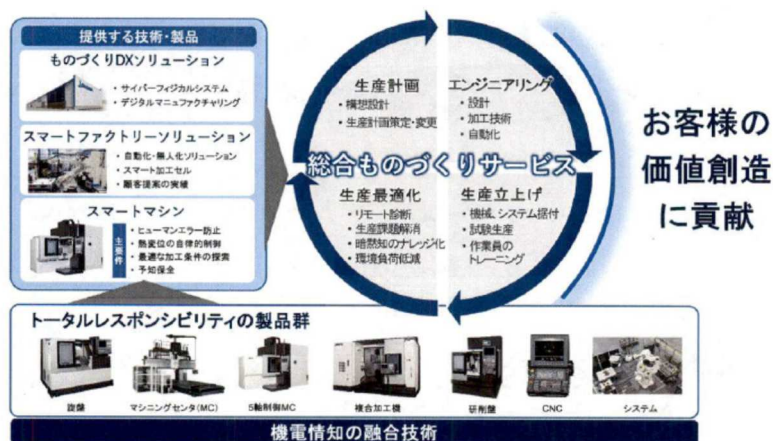 提供する技術・製品
ものづくりDXソリューション
・サイバーフィジカルシステム
・デジタルマニュファクチャリング
スマートファクトリーソリューション
・自動化・無人化ソリューション
・スマート加工セル
・顧客提案の実績
スマートマシン
主要件
・ヒューマンエラー防止
・熱変位の自律的制御
・最適な加工条件の探索
・予知保全
生産計画
・構想設計
・生産計画策定・変更
エンジニアリング
・設計
・加工技術
・自動化
総合ものづくりサービス
生産最適化
・リモート診断
・生産課題解消
・暗黙知のナレッジ化
・環境負荷低減
生産立上げ
・機械、システム据付
・試験生産
・作業員の
トレーニング
お客様の
価値創造
に貢献
トータルレスポンシビリティの製品群
旋盤
マシニングセンタ(MC)
5軸制御MC
複合加工機
研削盤
CNC
システム
機電情知の融合技術